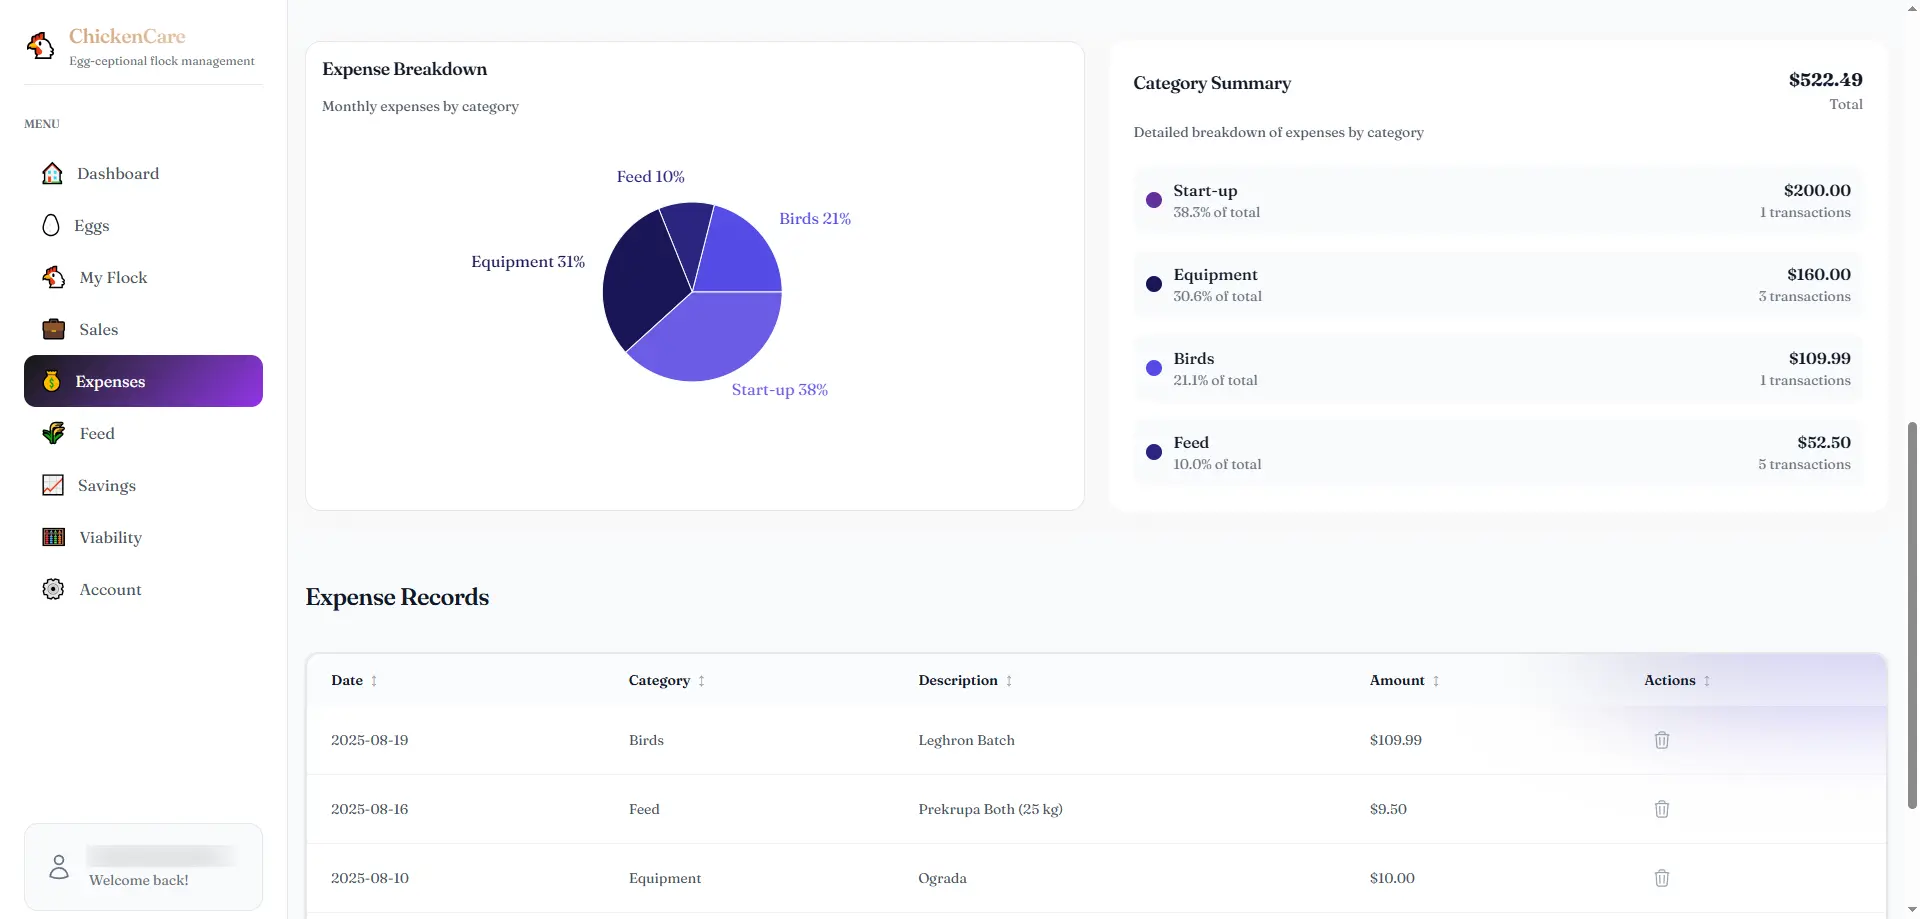 ChickenCare
Egg-ceptional flock management
MENU
Dashboard
Eggs
My Flock
Sales
Expenses
Feed
Savings
Viability
Account
Welcome back!
Expense Breakdown
Monthly expenses by category
Feed 10%
Birds 21%
Equipment 31%
Start-up 38%
Category Summary
$522.49
Total
Detailed breakdown of expenses by category
Start-up $200.00
38.3% of total 1 transactions
Equipment $160.00
30.6% of total 3 transactions
Birds $109.99
21.1% of total 1 transactions
Feed $52.50
10.0% of total 5 transactions
Expense Records
Date Category Description Amount Actions
2025-08-19 Birds Leghron Batch $109.99
2025-08-16 Feed Prekrupa Both (25 kg) $9.50
2025-08-10 Equipment Ograda $10.00